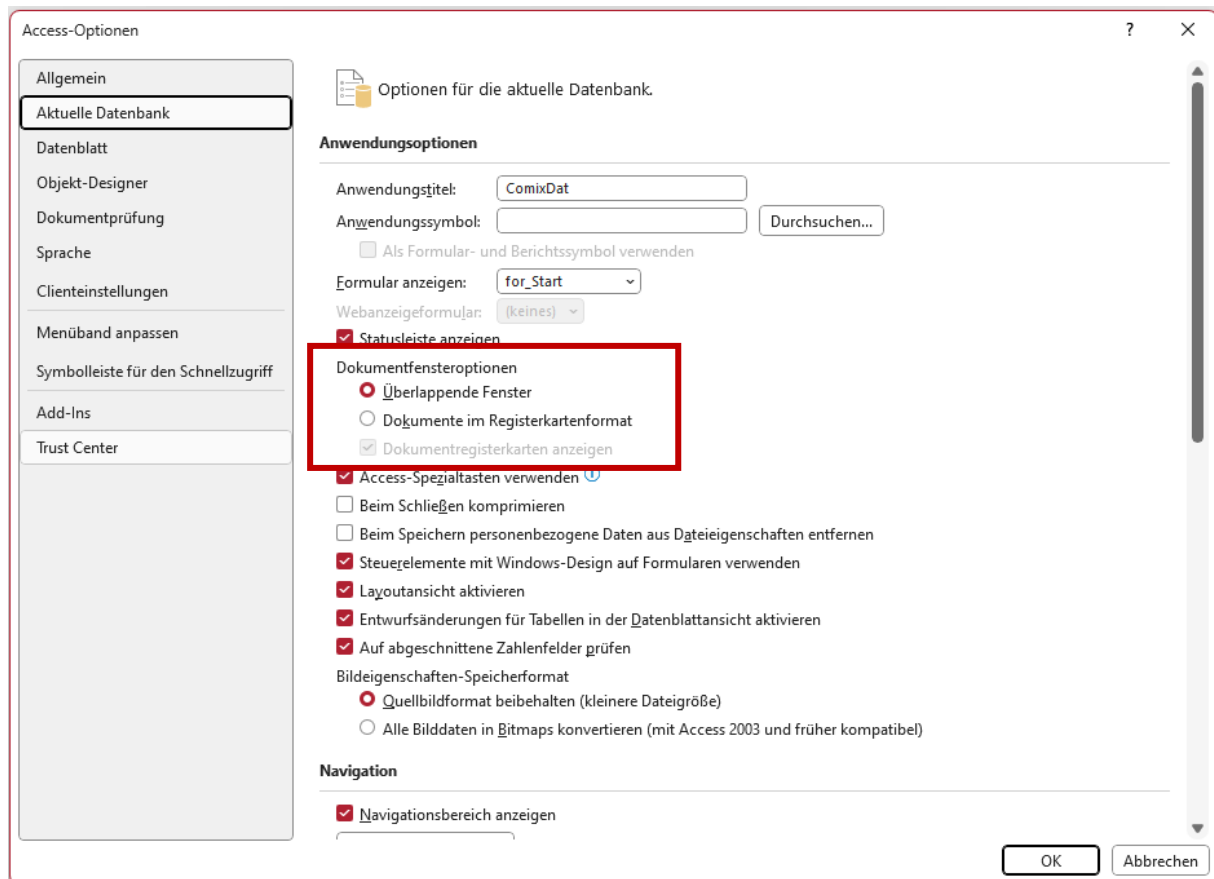 Access-Optionen
?
Allgemein
Aktuelle Datenbank
Datenblatt
Objekt-Designer
Dokumentprüfung
Sprache
Clienteinstellungen
Menüband anpassen
Symbolleiste für den Schnellzugriff
Add-Ins
Trust Center
Optionen für die aktuelle Datenbank.
Anwendungsoptionen
Anwendungstitel: ComixDat
Anwendungssymbol: Durchsuchen...
Als Formular- und Berichtssymbol verwenden
Formular anzeigen: for_Start
Webanzeigeformular: (keines)
Statusleiste anzeigen
Dokumentfensteroptionen
Überlappende Fenster
Dokumente im Registerkartenformat
Dokumentregisterkarten anzeigen
Access-Spezialtasten verwenden
Beim Schließen komprimieren
Beim Speichern personenbezogene Daten aus Dateieigenschaften entfernen
Steuerelemente mit Windows-Design auf Formularen verwenden
Layoutansicht aktivieren
Entwurfsänderungen für Tabellen in der Datenblattansicht aktivieren
Auf abgeschnittene Zahlenfelder prüfen
Bildeigenschaften-Speicherformat
Quellbildformat beibehalten (kleinere Dateigröße)
Alle Bilddaten in Bitmaps konvertieren (mit Access 2003 und früher kompatibel)
Navigation
Navigationsbereich anzeigen
OK Abbrechen